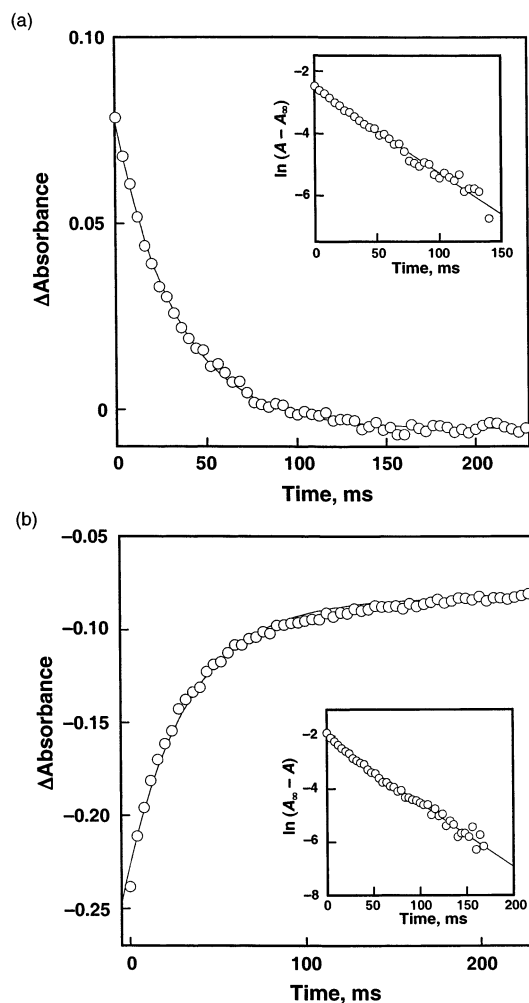 (a)
0.10
0.05
0
ΔAbsorbance
0 50 100 150 200
Time, ms
−2
−4
−6
ln (A − A∞)
0 50 100 150
Time, ms
(b)
−0.05
−0.10
−0.15
−0.20
−0.25
ΔAbsorbance
0 100 200
Time, ms
−2
−4
−6
−8
ln (A∞ − A)
0 50 100 150 200
Time, ms